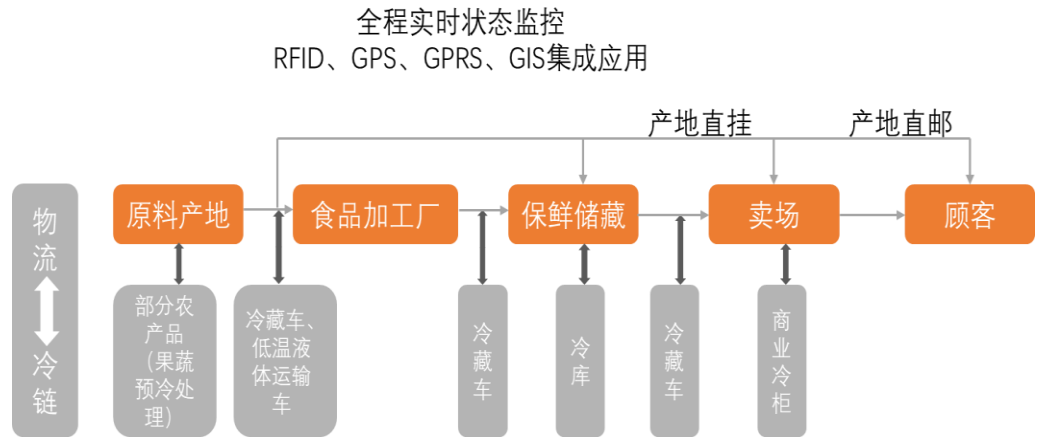 全程实时状态监控
RFID、GPS、GPRS、GIS集成应用
产地直挂
产地直邮
物
流
冷
链
原料产地
食品加工厂
保鲜储藏
卖场
顾客
部分农
产品
（果蔬
预冷处
理）
冷藏车、
低温液
体运输
车
冷
藏
车
冷
库
冷
藏
车
商
业
冷
柜